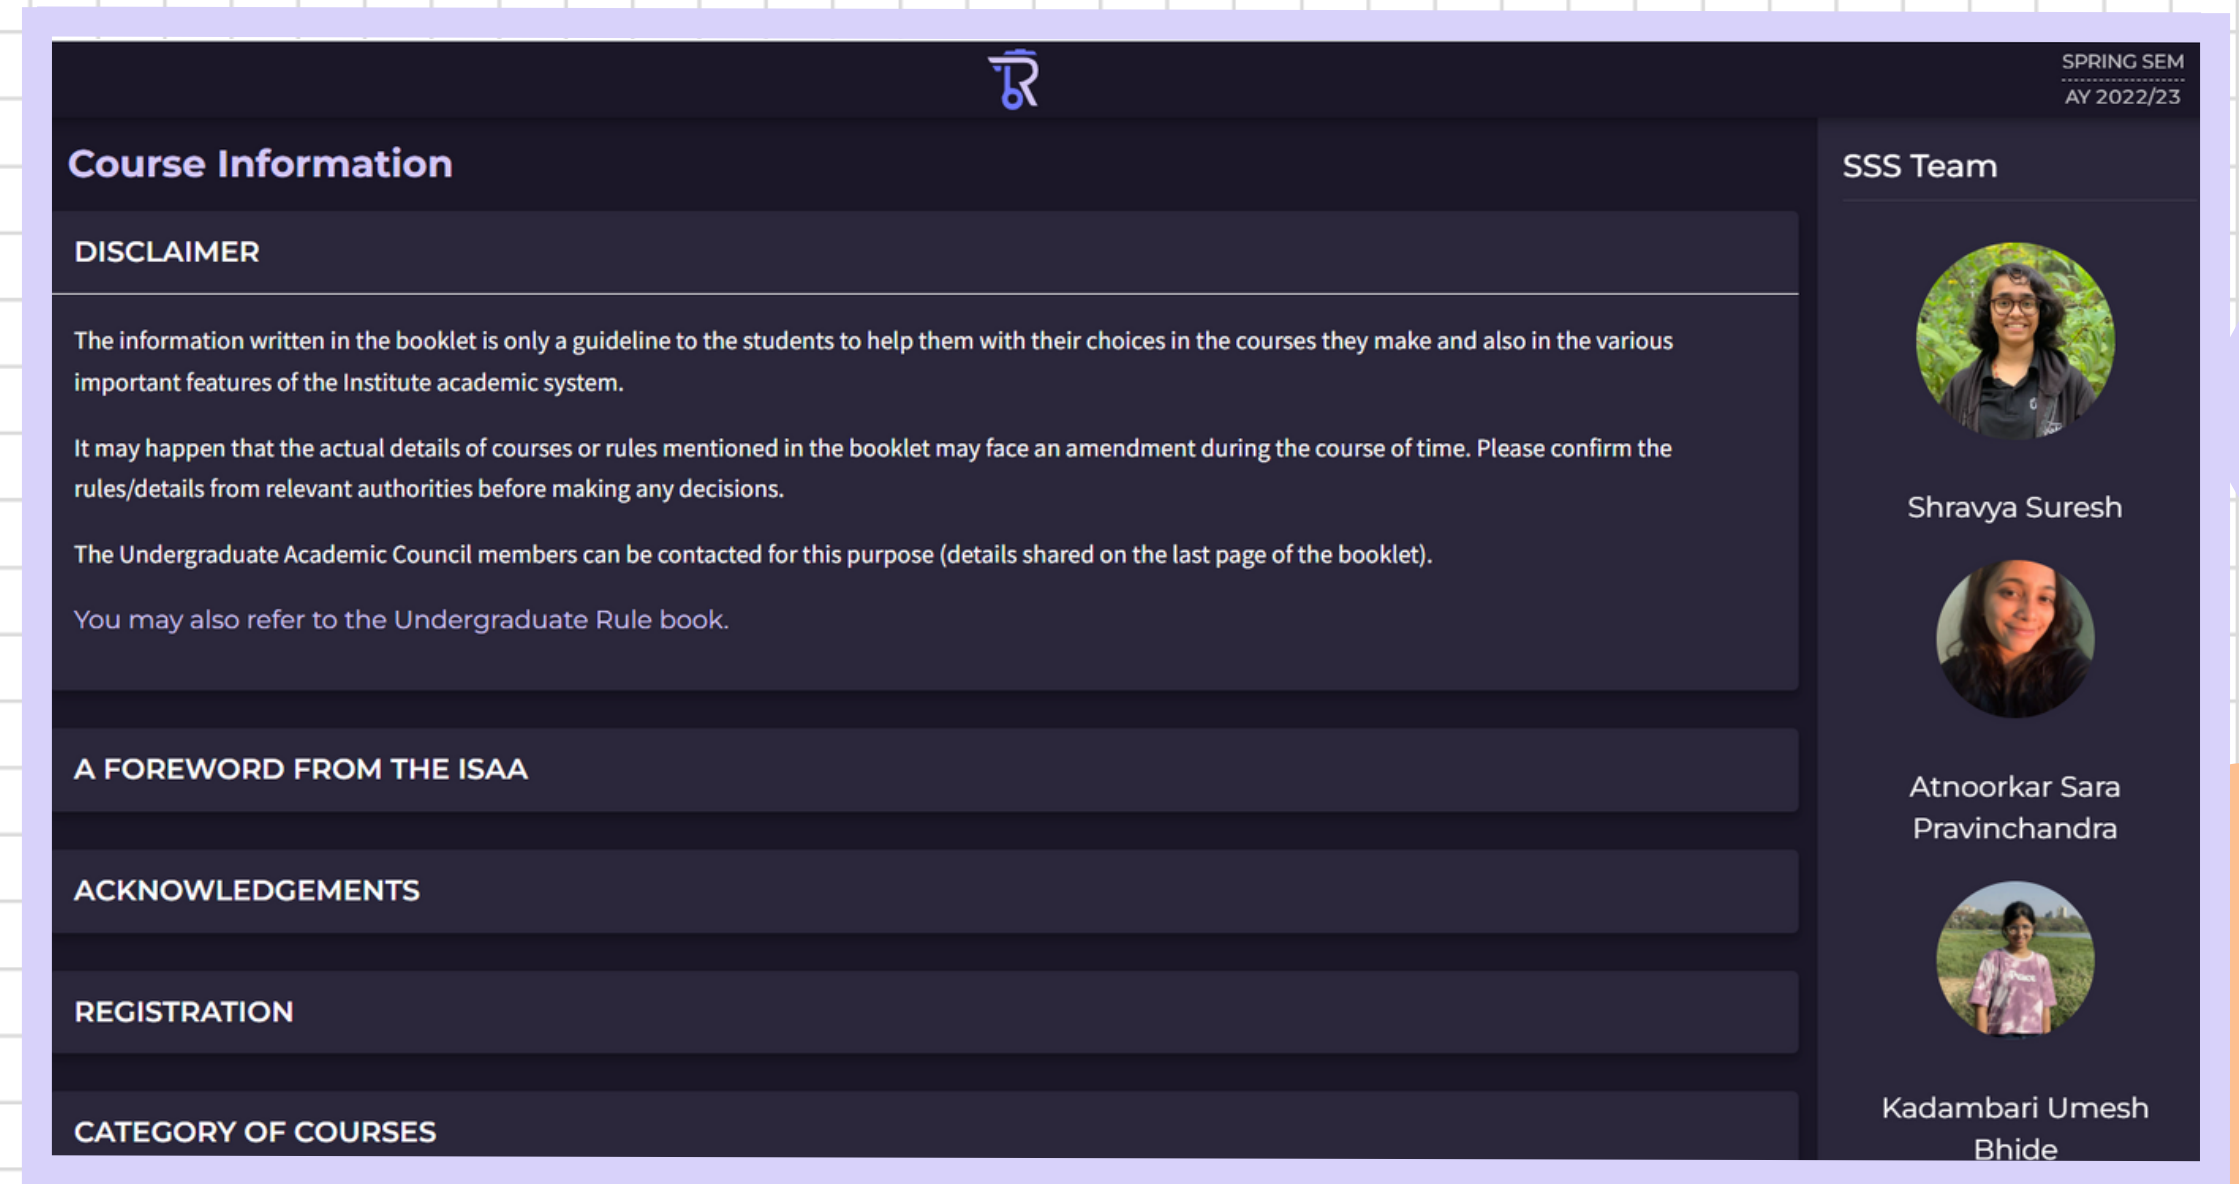 SPRING SEM
AY 2022/23
Course Information
DISCLAIMER
The information written in the booklet is only a guideline to the students to help them with their choices in the courses they make and also in the various
important features of the Institute academic system.
It may happen that the actual details of courses or rules mentioned in the booklet may face an amendment during the course of time. Please confirm the
rules/details from relevant authorities before making any decisions.
The Undergraduate Academic Council members can be contacted for this purpose (details shared on the last page of the booklet).
You may also refer to the Undergraduate Rule book.
A FOREWORD FROM THE ISAA
ACKNOWLEDGEMENTS
REGISTRATION
CATEGORY OF COURSES
SSS Team
Shravya Suresh
Atnoorkar Sara
Pravinchandra
Kadambari Umesh
Bhide